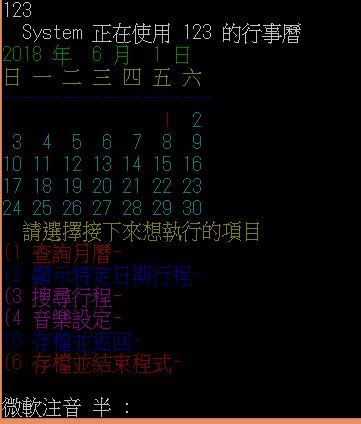 123
System 正在使用 123 的行事曆
2018 年 6 月 1 日
日 一 二 三 四 五 六
--------------------
1 2
3 4 5 6 7 8 9
10 11 12 13 14 15 16
17 18 19 20 21 22 23
24 25 26 27 28 29 30
請選擇接下來想執行的項目
(1 查詢月曆-
(2 顯示特定日期行程-
(3 搜尋行程-
(4 音樂設定-
(5 存檔並返回-
(6 存檔並結束程式-
微軟注音 半 :